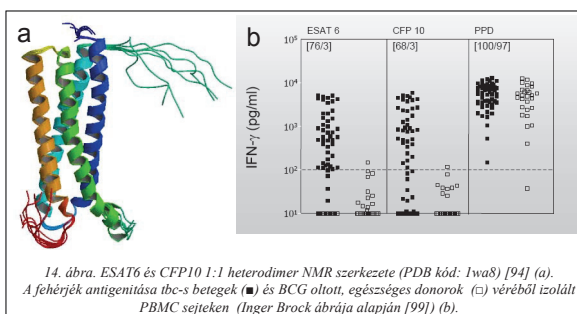 a
b
ESAT 6 CFP 10 PPD
[76/3] [68/3] [100/97]
IFN-γ (pg/ml)
10⁵
10⁴
10³
10²
10¹
14. ábra. ESAT6 és CFP10 1:1 heterodimer NMR szerkezete (PDB kód: 1wa8) [94] (a).
A fehérjék antigenitása tbc-s betegek (■) és BCG oltott, egészséges donorok (□) véréből izolált
PBMC sejteken (Inger Brock ábrája alapján [99]) (b).